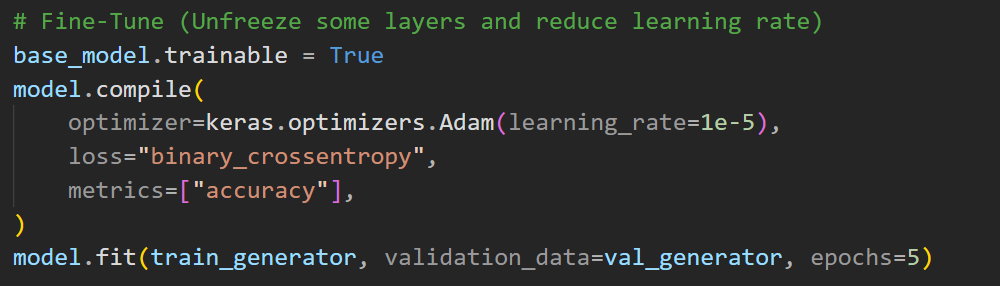 # Fine-Tune (Unfreeze some layers and reduce learning rate)
base_model.trainable = True
model.compile(
    optimizer=keras.optimizers.Adam(learning_rate=1e-5),
    loss="binary_crossentropy",
    metrics=["accuracy"],
)
model.fit(train_generator, validation_data=val_generator, epochs=5)